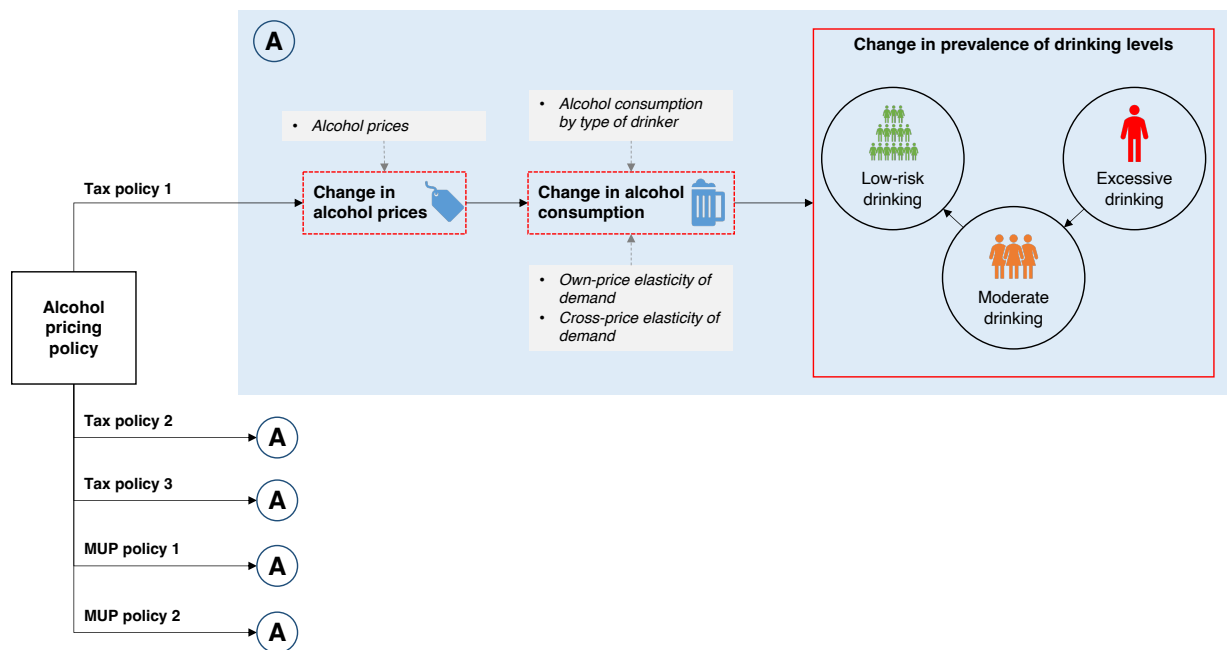 A
Change in prevalence of drinking levels
• Alcohol prices
• Alcohol consumption
by type of drinker
Tax policy 1
Change in
alcohol prices
Change in alcohol
consumption
Low-risk
drinking
Excessive
drinking
Moderate
drinking
• Own-price elasticity of
demand
• Cross-price elasticity of
demand
Alcohol
pricing
policy
Tax policy 2
A
Tax policy 3
A
MUP policy 1
A
MUP policy 2
A